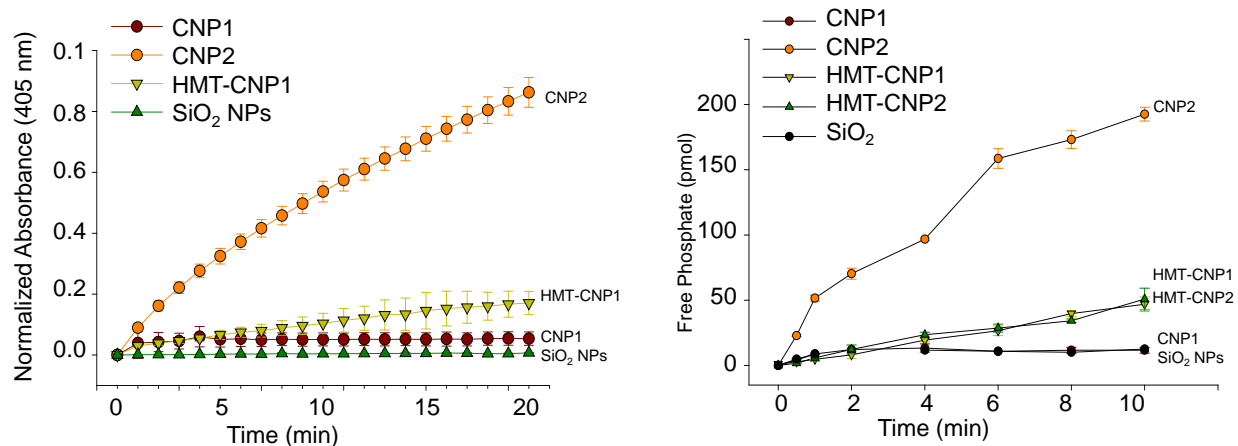 CNP1
CNP2
HMT-CNP1
SiO₂ NPs
Normalized Absorbance (405 nm)
0.1
0.8
0.6
0.4
0.2
0.0
CNP2
HMT-CNP1
CNP1
SiO₂ NPs
0 5 10 15 20
Time (min)
CNP1
CNP2
HMT-CNP1
HMT-CNP2
SiO₂
Free Phosphate (pmol)
200
150
100
50
0
CNP2
HMT-CNP1
HMT-CNP2
CNP1
SiO₂ NPs
0 2 4 6 8 10
Time (min)